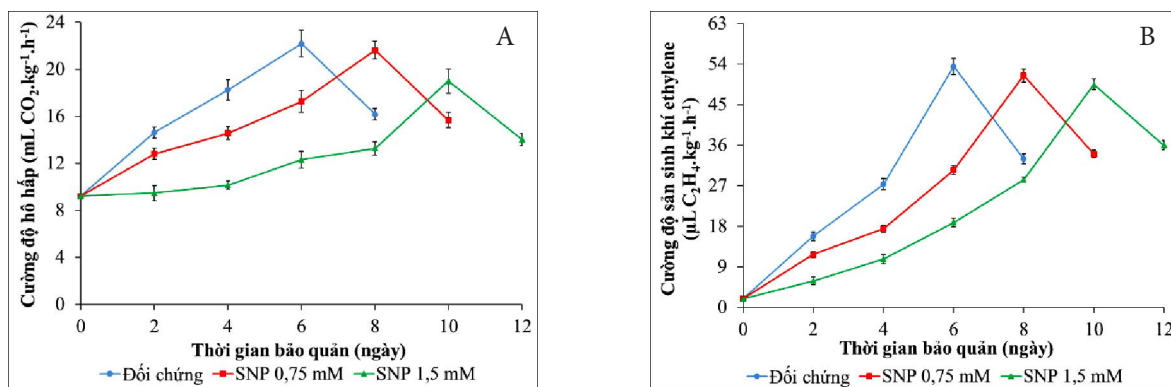 A
Cường độ hô hấp (mL CO₂.kg⁻¹.h⁻¹)
24
20
16
12
8
4
0
0 2 4 6 8 10 12
Thời gian bảo quản (ngày)
Đối chứng SNP 0,75 mM SNP 1,5 mM
B
Cường độ sản sinh khí ethylene
(µL C₂H₄.kg⁻¹.h⁻¹)
63
54
45
36
27
18
9
0
0 2 4 6 8 10 12
Thời gian bảo quản (ngày)
Đối chứng SNP 0,75 mM SNP 1,5 mM